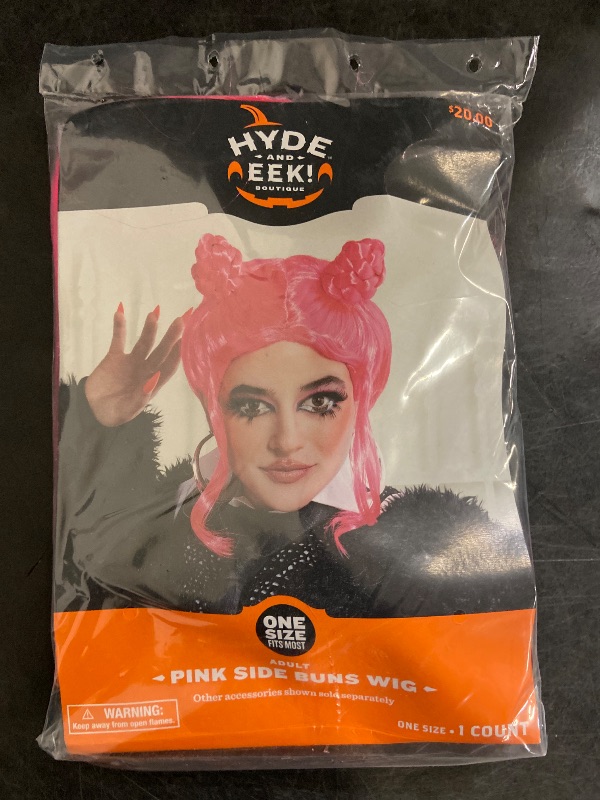 $20.00
HYDE
AND
EEK!
BOUTIQUE
ONE
SIZE
FITS MOST
ADULT
PINK SIDE BUNS WIG
Other accessories shown sold separately
WARNING:
Keep away from open flames.
ONE SIZE • 1 COUNT